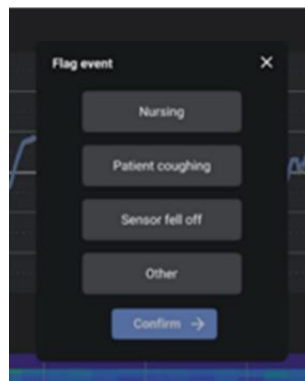 Flag event
Nursing
Patient coughing
Sensor fell off
Other
Confirm